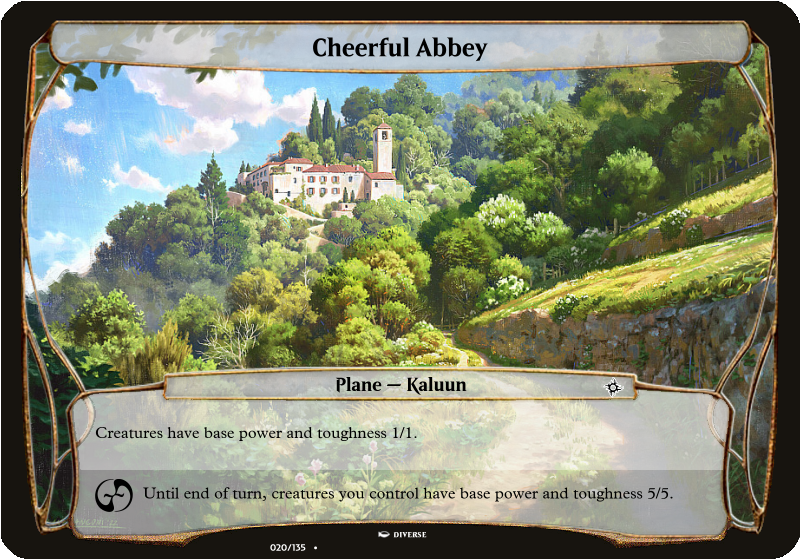 Cheerful Abbey
Plane — Kaluun
Creatures have base power and toughness 1/1.
Until end of turn, creatures you control have base power and toughness 5/5.
DIVERSE
020/135 •